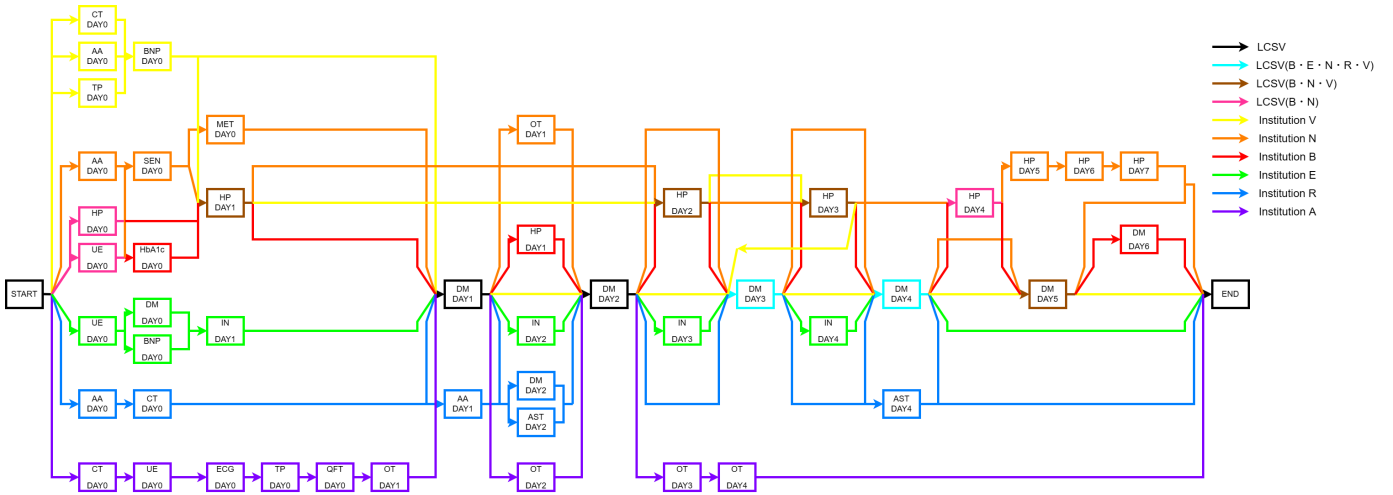 CT
DAY0
AA
DAY0
BNP
DAY0
TP
DAY0
LCSV
LCSV(B・E・N・R・V)
LCSV(B・N・V)
LCSV(B・N)
Institution V
Institution N
Institution B
Institution E
Institution R
Institution A
MET
DAY0
OT
DAY1
AA
DAY0
SEN
DAY0
HP
DAY5
HP
DAY6
HP
DAY7
HP
DAY1
HP
DAY2
HP
DAY3
HP
DAY4
HP
DAY0
UE
DAY0
HbA1c
DAY0
HP
DAY1
DM
DAY6
START
DM
DAY1
DM
DAY2
DM
DAY3
DM
DAY4
DM
DAY5
END
UE
DAY0
DM
DAY0
BNP
DAY0
IN
DAY1
IN
DAY2
IN
DAY3
IN
DAY4
AA
DAY0
CT
DAY0
AA
DAY1
DM
DAY2
AST
DAY2
AST
DAY4
CT
DAY0
UE
DAY0
ECG
DAY0
TP
DAY0
QFT
DAY0
OT
DAY1
OT
DAY2
OT
DAY3
OT
DAY4